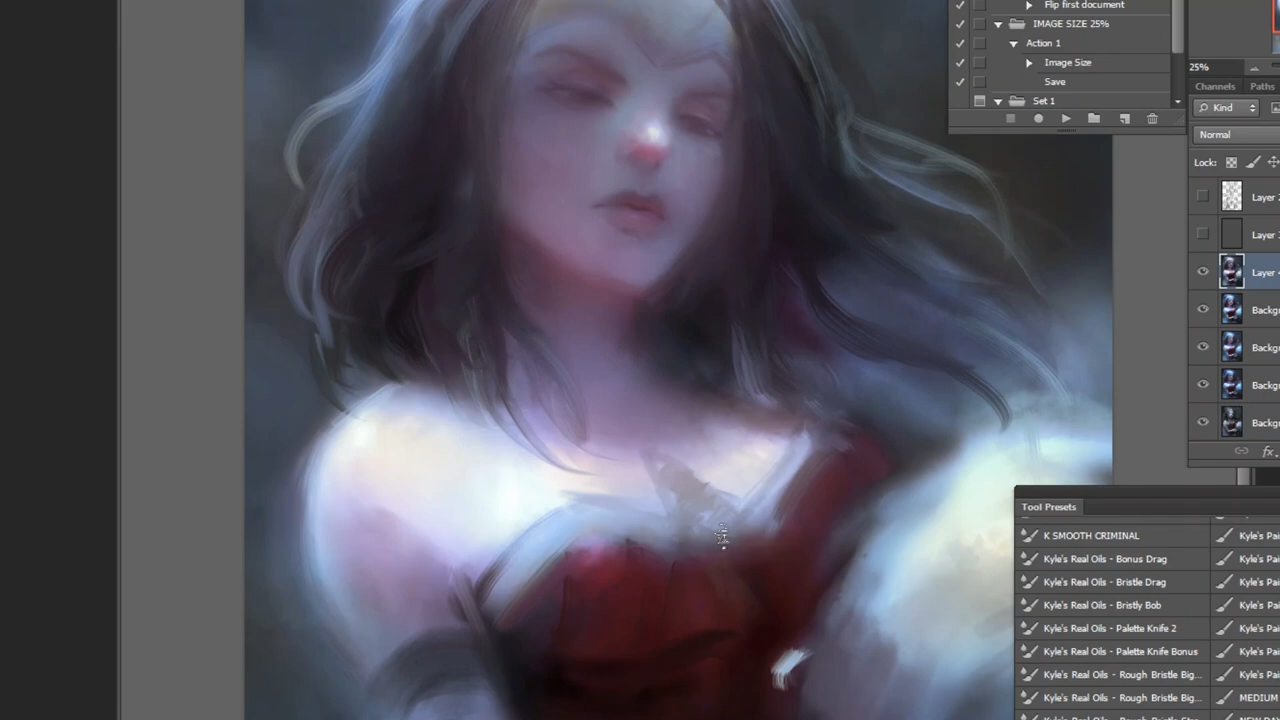 Flip first document
IMAGE SIZE 25%
Action 1
Image Size
Save
Set 1
25%
Channels Paths
Kind
Normal
Lock:
Layer
Layer
Layer
Backgr
Backgr
Backgr
Backgr
fx.
Tool Presets
K SMOOTH CRIMINAL Kyle's Pai
Kyle's Real Oils - Bonus Drag Kyle's Pai
Kyle's Real Oils - Bristle Drag Kyle's Pai
Kyle's Real Oils - Bristly Bob Kyle's Pai
Kyle's Real Oils - Palette Knife 2 Kyle's Pai
Kyle's Real Oils - Palette Knife Bonus Kyle's Pai
Kyle's Real Oils - Rough Bristle Big... Kyle's Pai
Kyle's Real Oils - Rough Bristle Big... MEDIUM